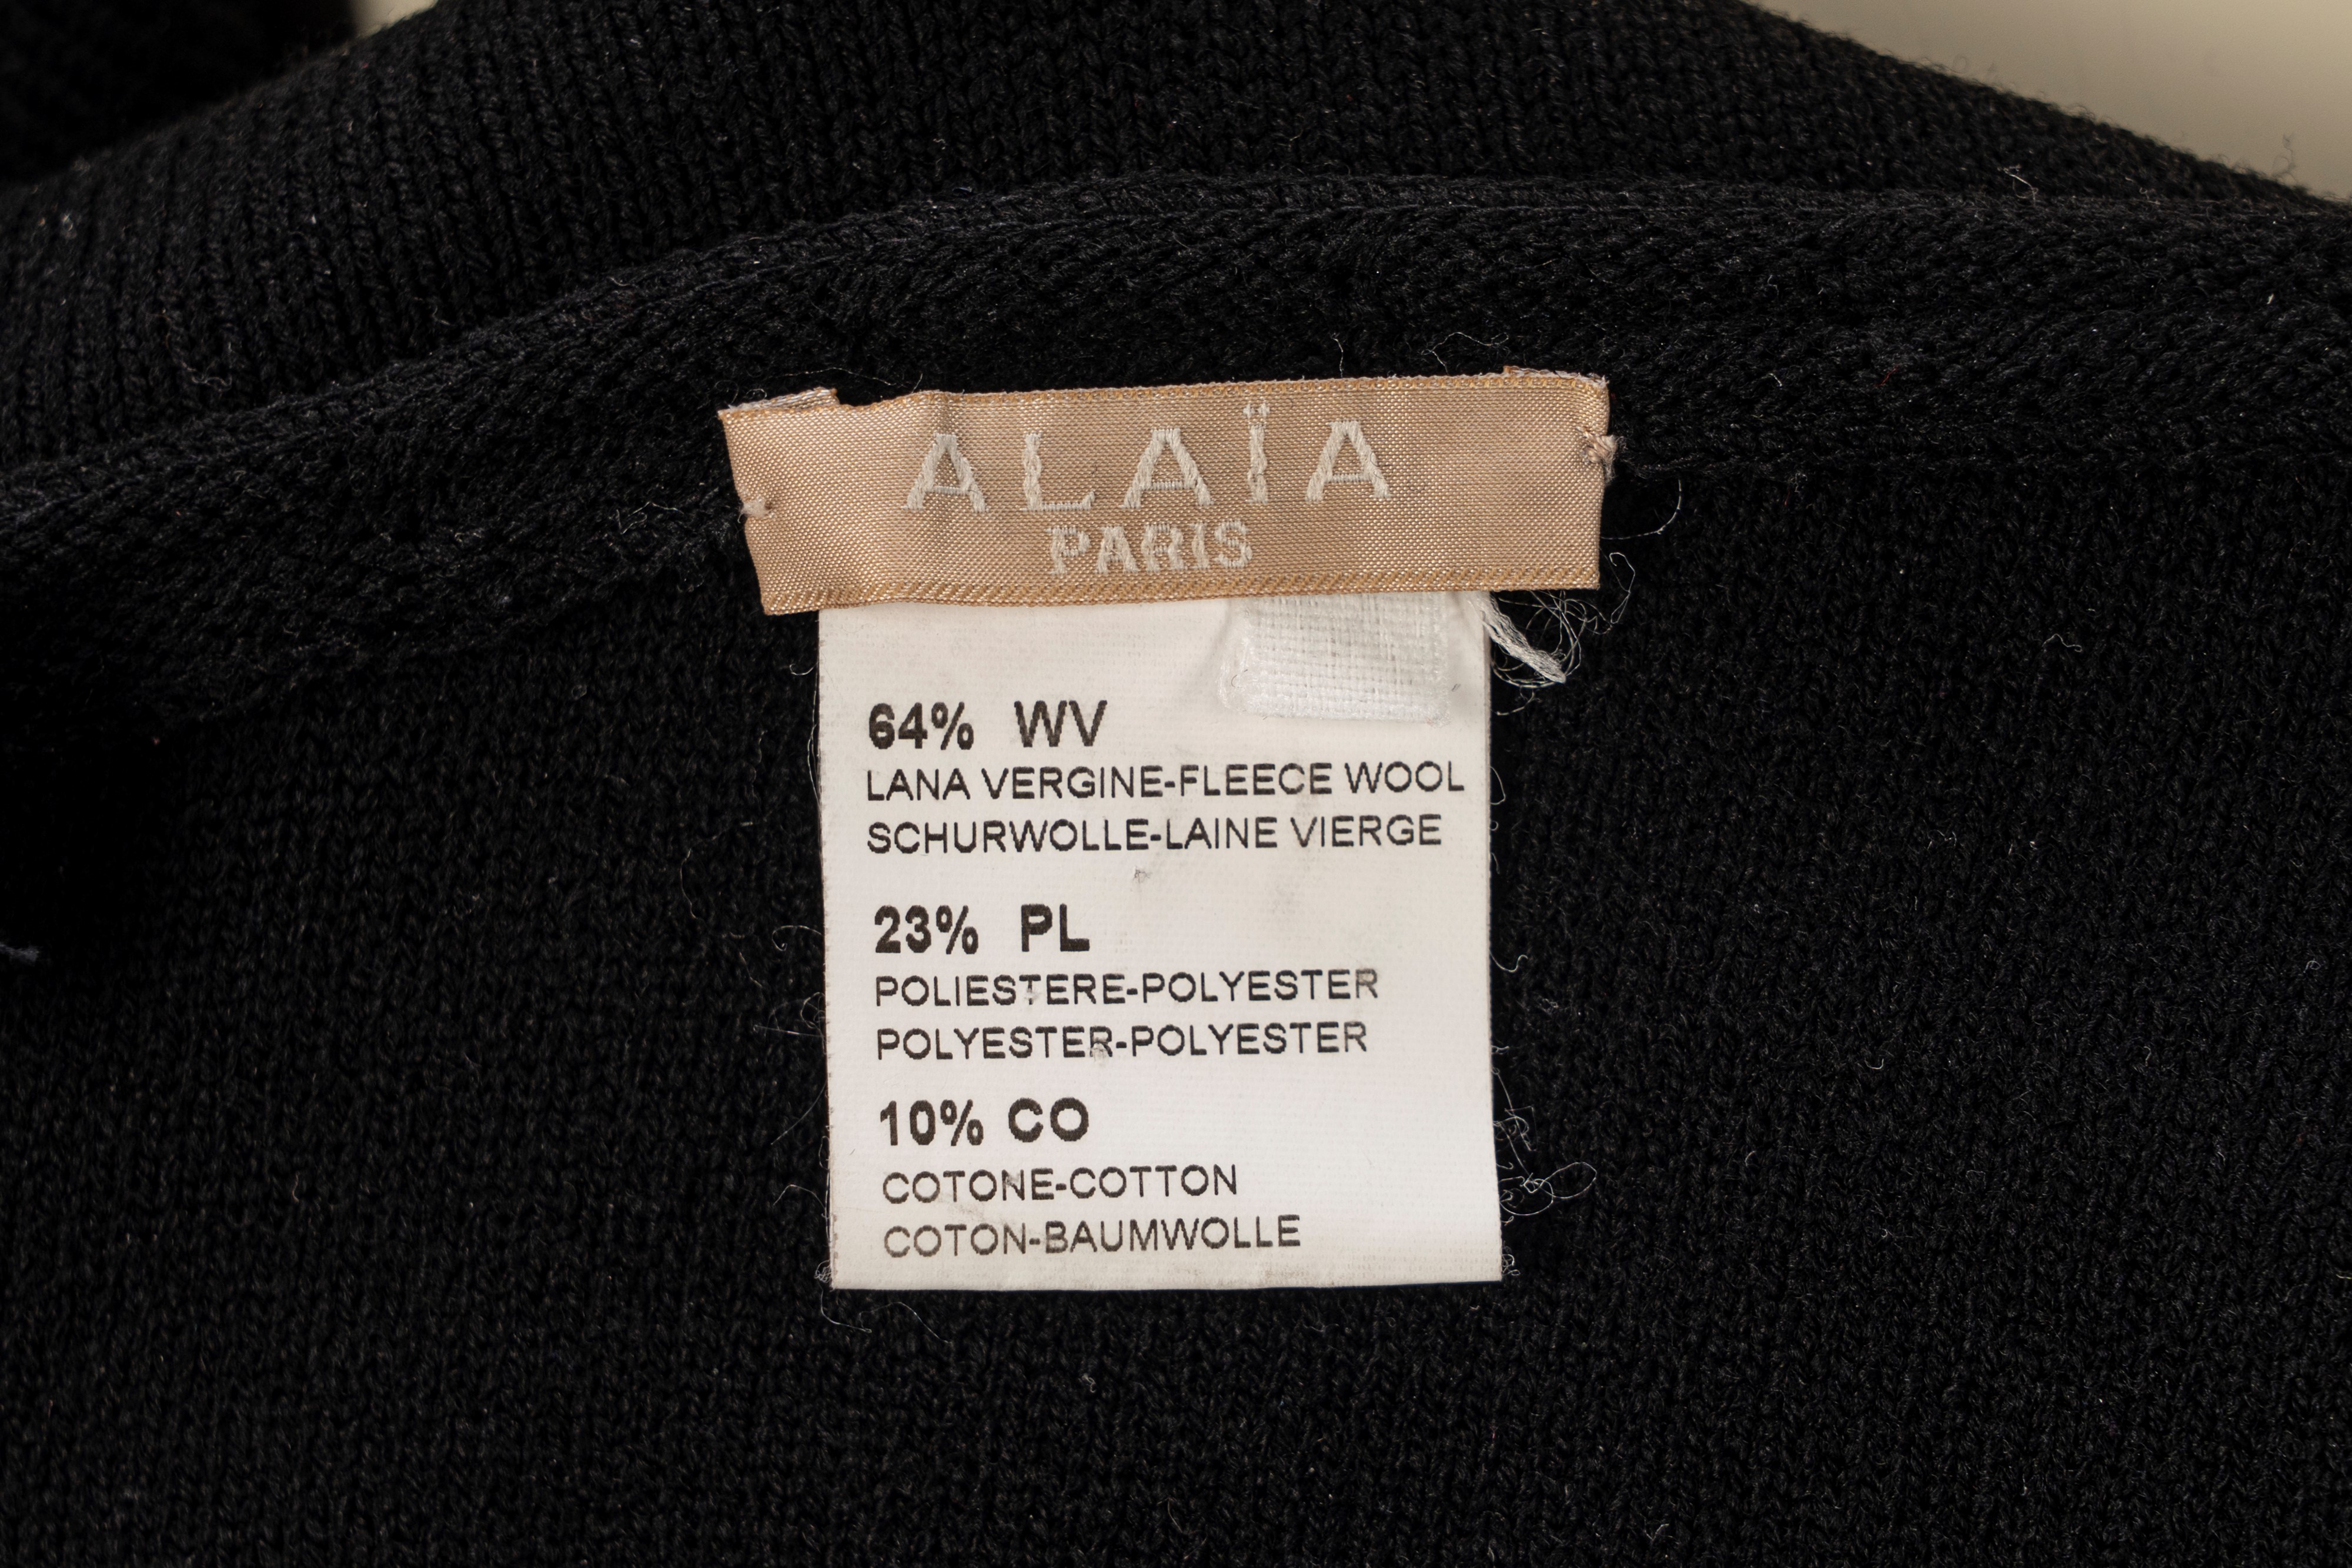 ALAÏA
PARIS
64% WV
LANA VERGINE-FLEECE WOOL
SCHURWOLLE-LAINE VIERGE
23% PL
POLIESTERE-POLYESTER
POLYESTER-POLYESTER
10% CO
COTONE-COTTON
COTON-BAUMWOLLE